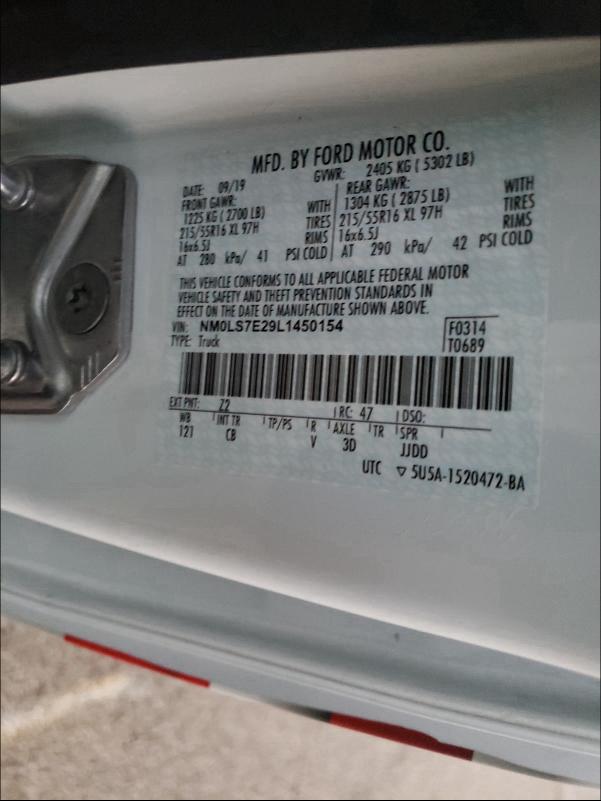 MFD. BY FORD MOTOR CO.
DATE: 09/19 GVWR: 2405 KG ( 5302 LB)
FRONT GAWR: REAR GAWR:
1225 KG (2700 LB) WITH 1304 KG ( 2875 LB) WITH
215/55R16 XL 97H TIRES 215/55R16 XL 97H TIRES
16x6.5J RIMS 16x6.5J RIMS
AT 280 kPa/ 41 PSI COLD AT 290 kPa/ 42 PSI COLD
THIS VEHICLE CONFORMS TO ALL APPLICABLE FEDERAL MOTOR
VEHICLE SAFETY AND THEFT PREVENTION STANDARDS IN
EFFECT ON THE DATE OF MANUFACTURE SHOWN ABOVE.
VIN: NM0LS7E29L1450154 F0314
TYPE: Truck T0689
EXT PNT: Z2 RC: 47 DSO:
WB INT TR TP/PS R AXLE TR SPR
121 CB V 3D JJDD
UTC ▽ 5U5A-1520472-BA